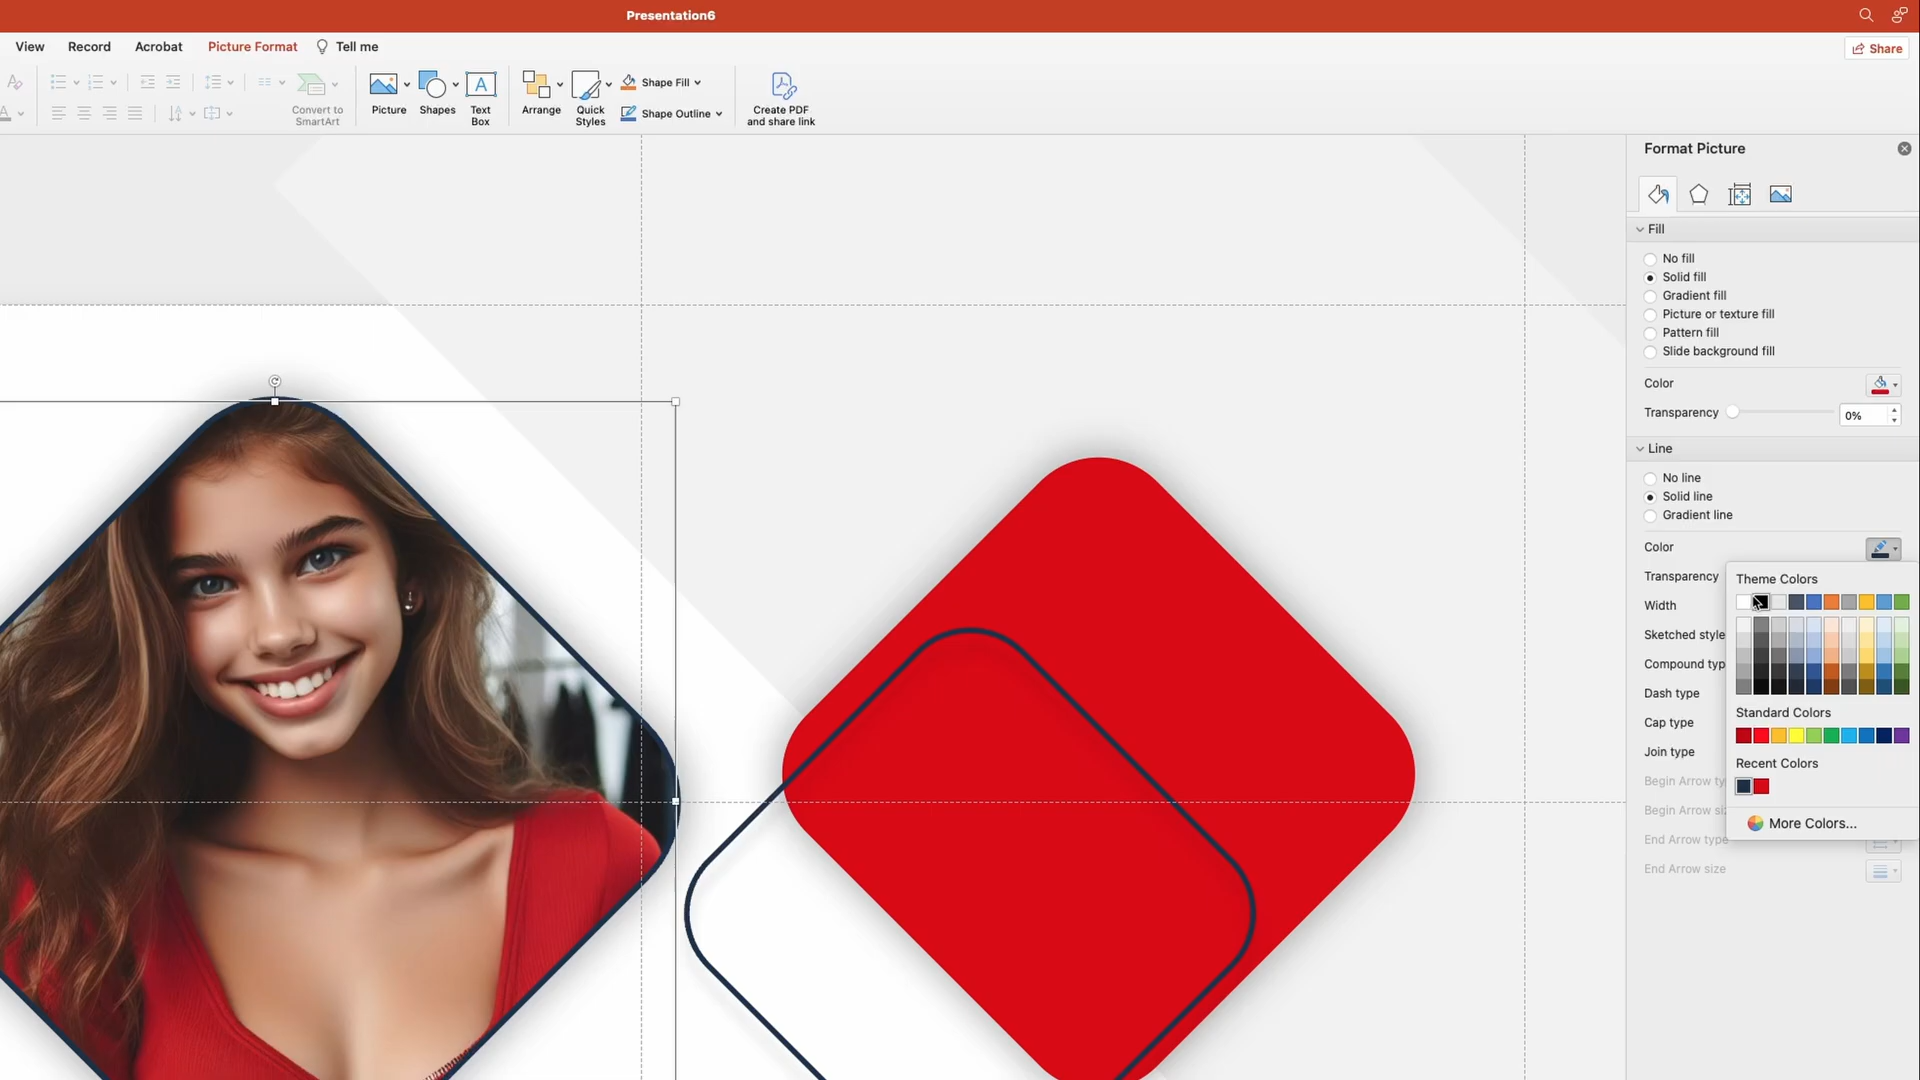 Presentation6
View
Record
Acrobat
Picture Format
Tell me
Share
Convert to
SmartArt
Picture
Shapes
Text
Box
Arrange
Quick
Styles
Shape Fill
Shape Outline
Create PDF
and share link
Format Picture
Fill
No fill
Solid fill
Gradient fill
Picture or texture fill
Pattern fill
Slide background fill
Color
Transparency
0%
Line
No line
Solid line
Gradient line
Color
Transparency
Width
Sketched style
Compound typ
Dash type
Cap type
Join type
Begin Arrow ty
Begin Arrow siz
End Arrow type
End Arrow size
Theme Colors
Standard Colors
Recent Colors
More Colors...